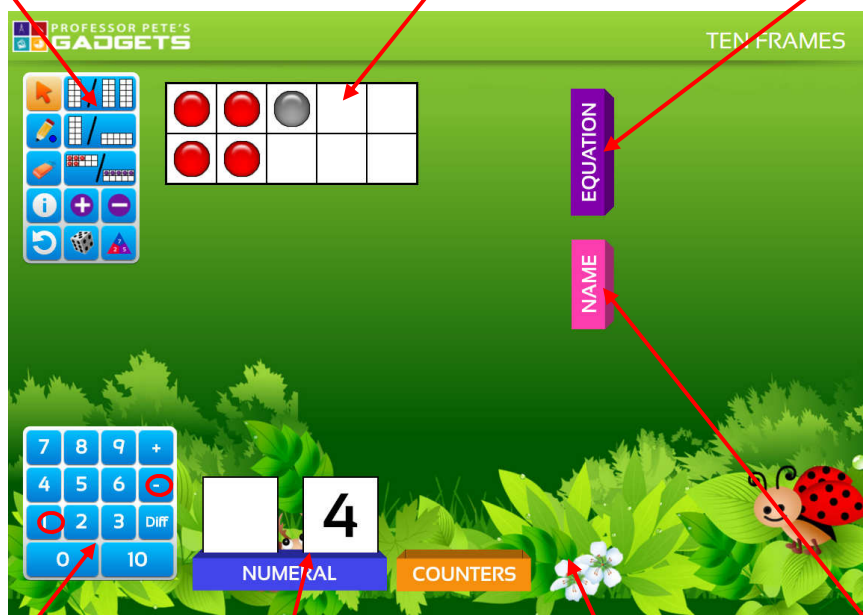 PROFESSOR PETE'S
GADGETS
TEN FRAMES
EQUATION
NAME
7 8 9 +
4 5 6 -
1 2 3 Diff
0 10
4
NUMERAL
COUNTERS